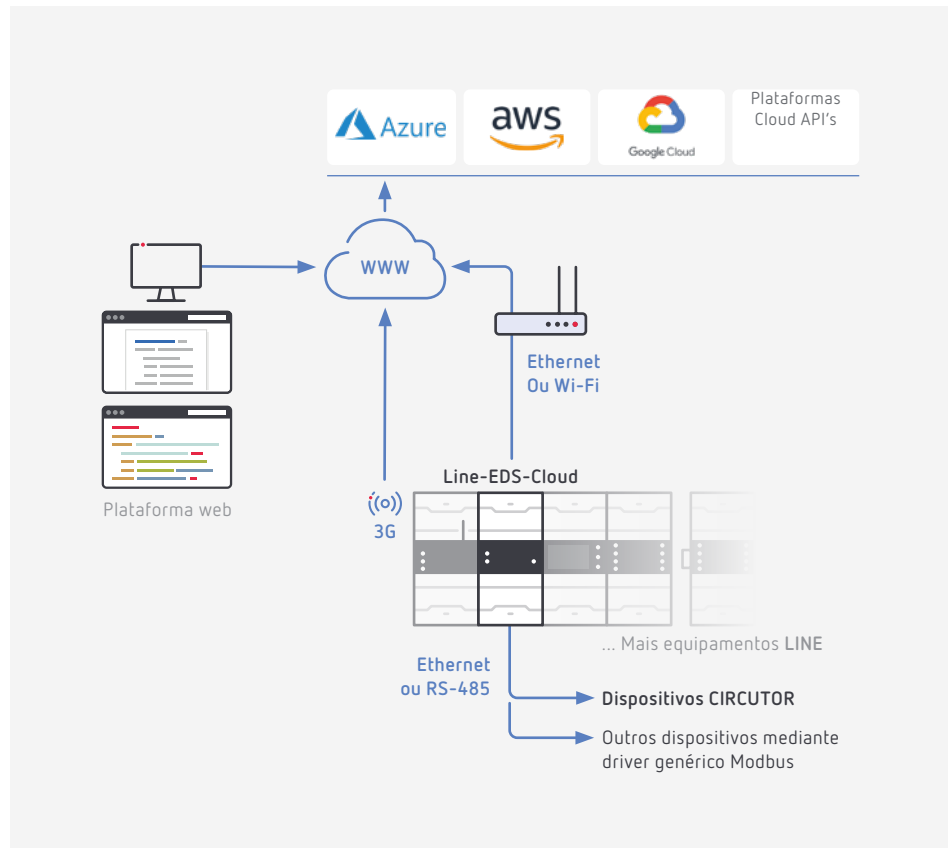 Azure
aws
Google Cloud
Plataformas
Cloud API's
WWW
Ethernet
Ou Wi-Fi
Line-EDS-Cloud
Plataforma web
3G
... Mais equipamentos LINE
Ethernet
ou RS-485
Dispositivos CIRCUTOR
Outros dispositivos mediante
driver genérico Modbus